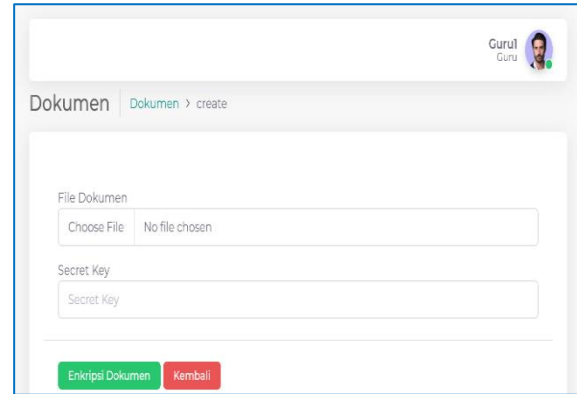 Guru1
Guru
Dokumen
Dokumen > create
File Dokumen
Choose File No file chosen
Secret Key
Secret Key
Enkripsi Dokumen Kembali